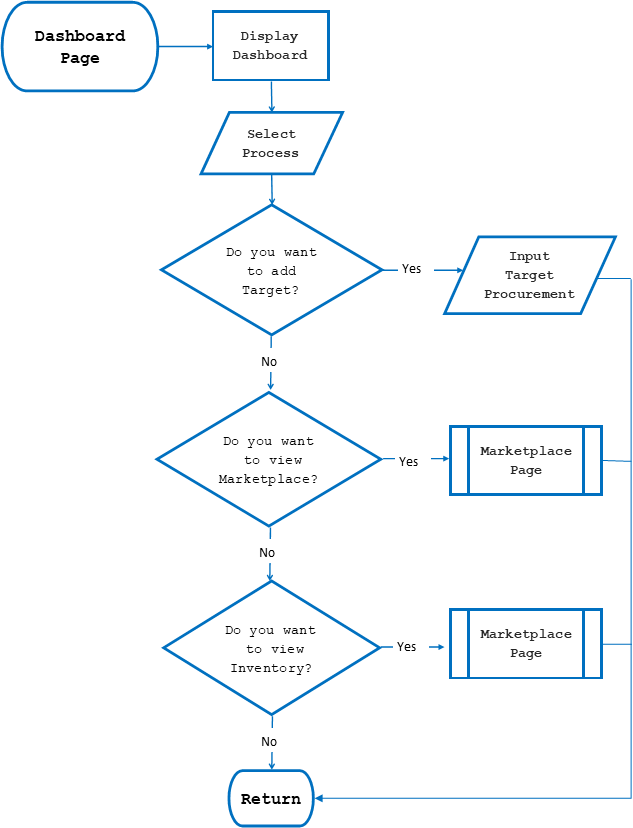 Dashboard
Page
Display
Dashboard
Select
Process
Do you want
to add
Target?
Yes
Input
Target
Procurement
No
Do you want
to view
Marketplace?
Yes
Marketplace
Page
No
Do you want
to view
Inventory?
Yes
Marketplace
Page
No
Return